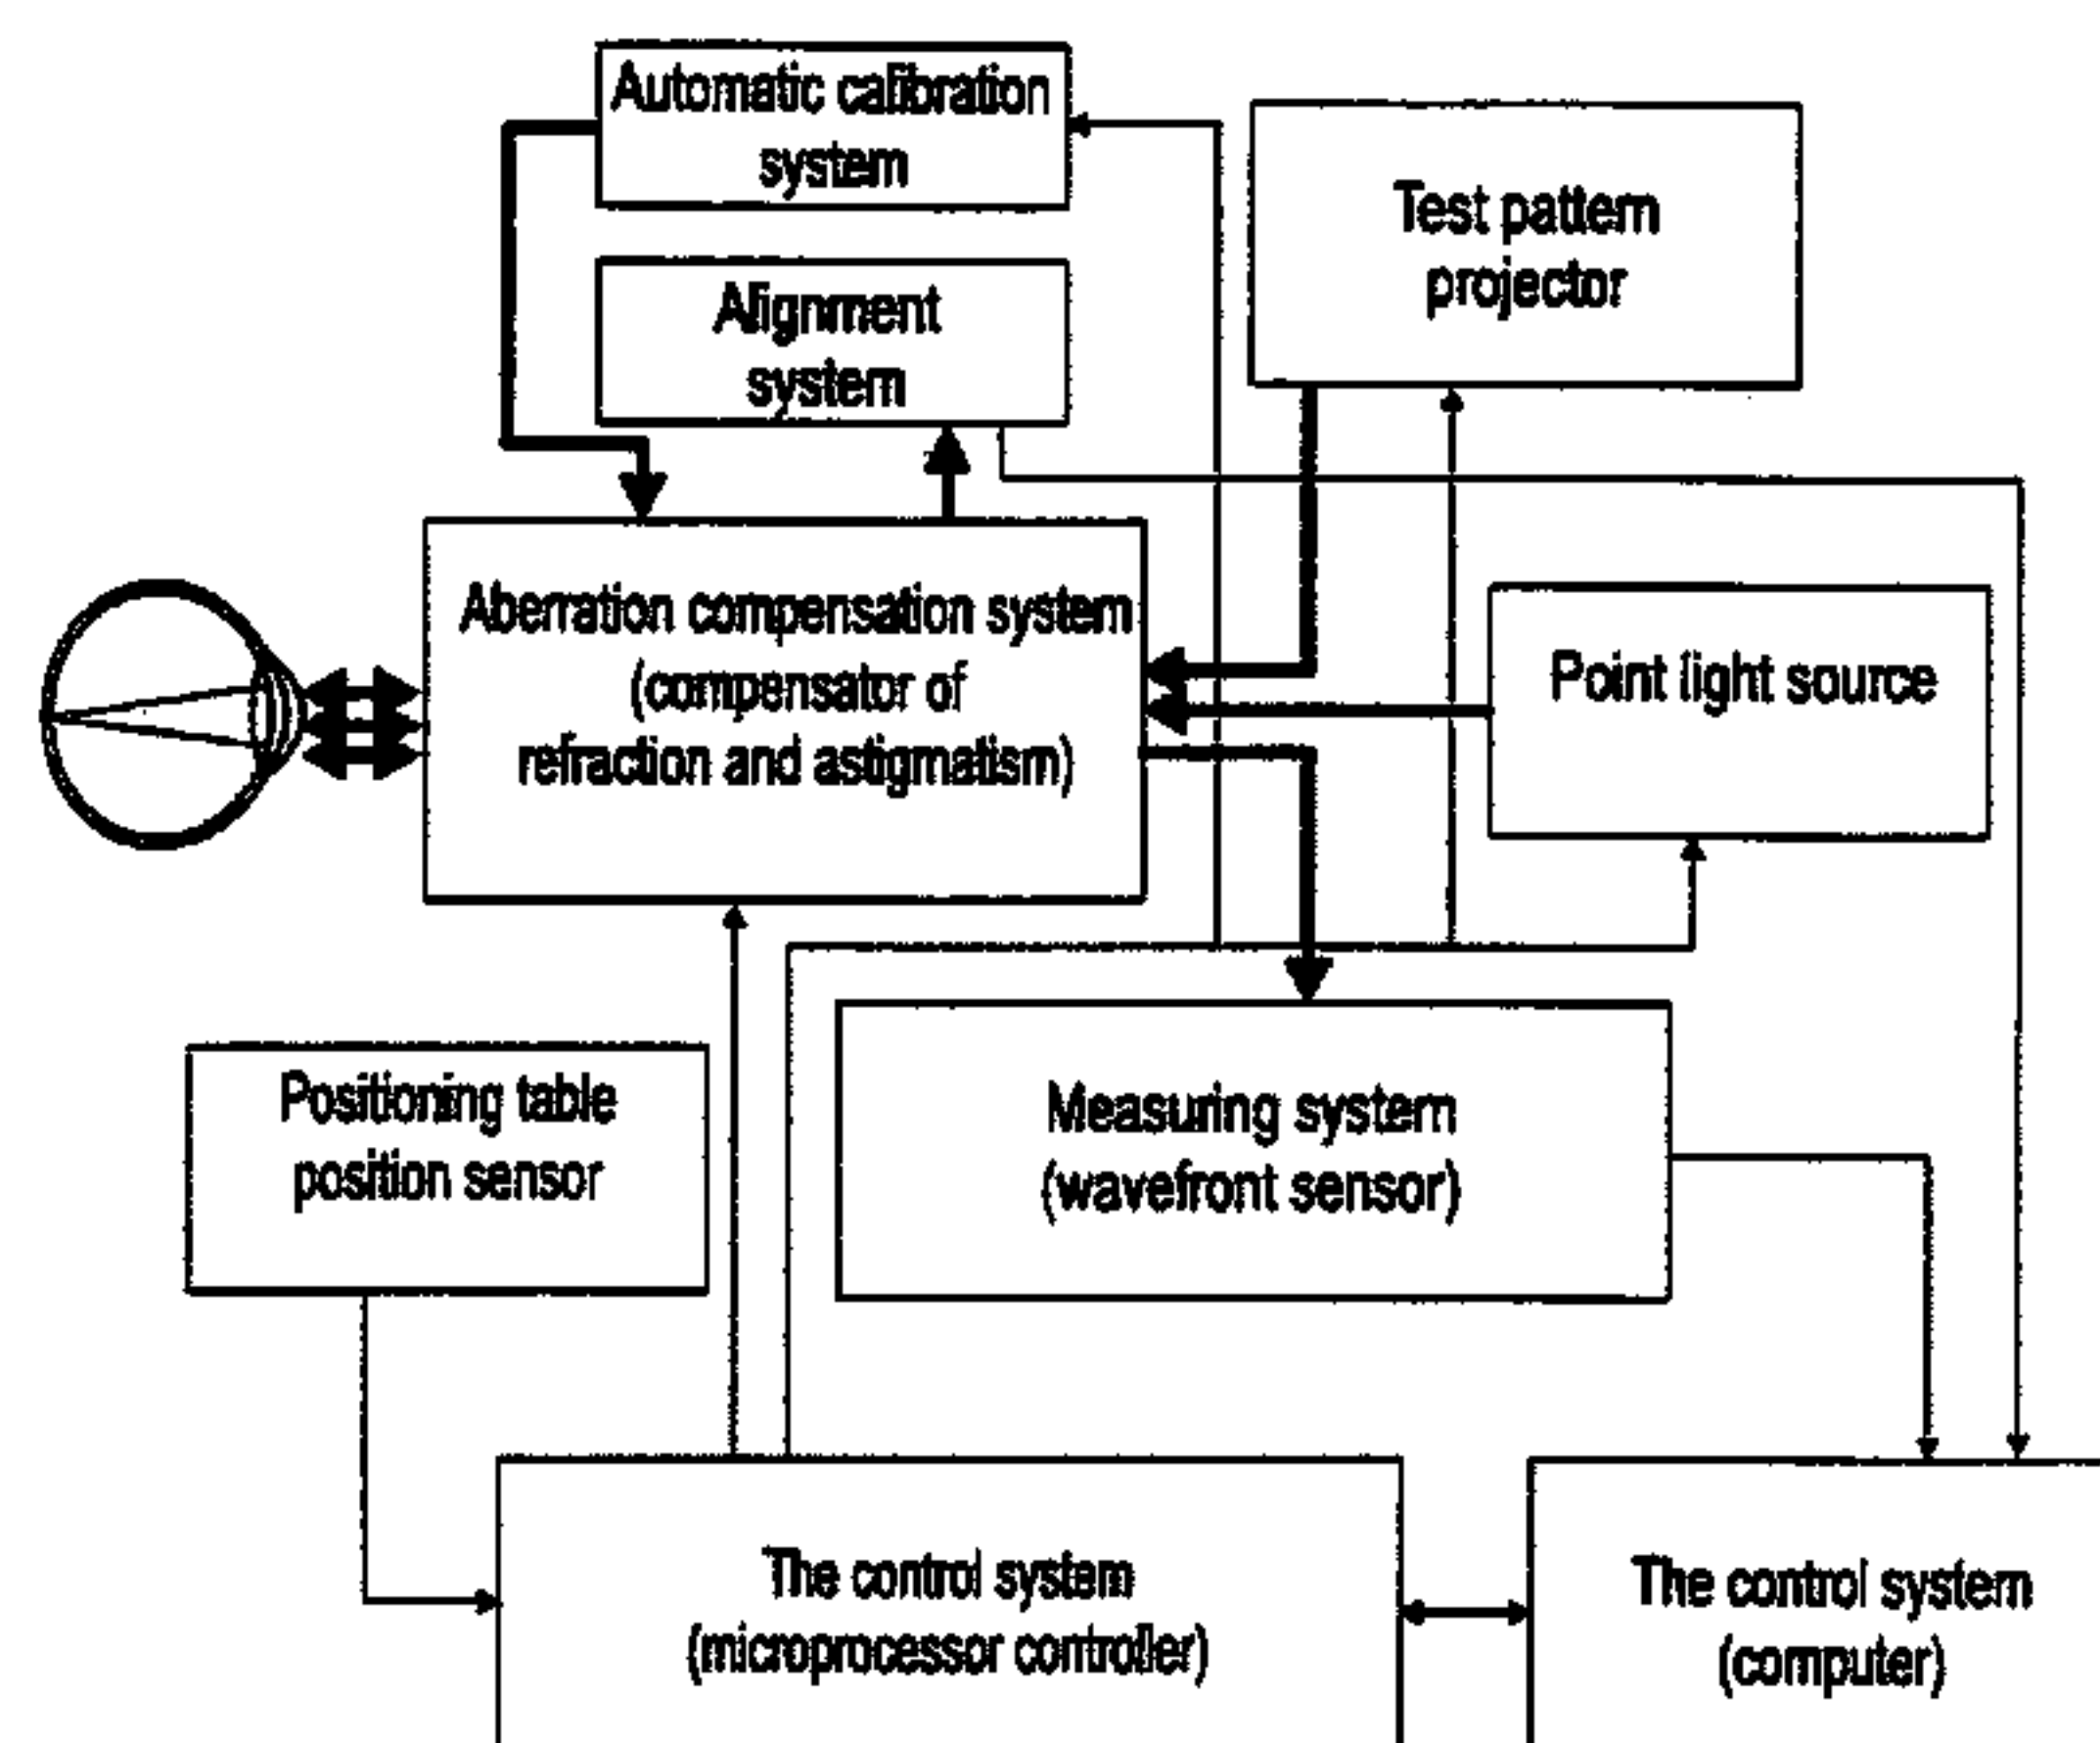 Automatic calibration
system
Test pattern
projector
Alignment
system
Aberration compensation system
(compensator of
refraction and astigmatism)
Point light source
Positioning table
position sensor
Measuring system
(wavefront sensor)
The control system
(microprocessor controller)
The control system
(computer)